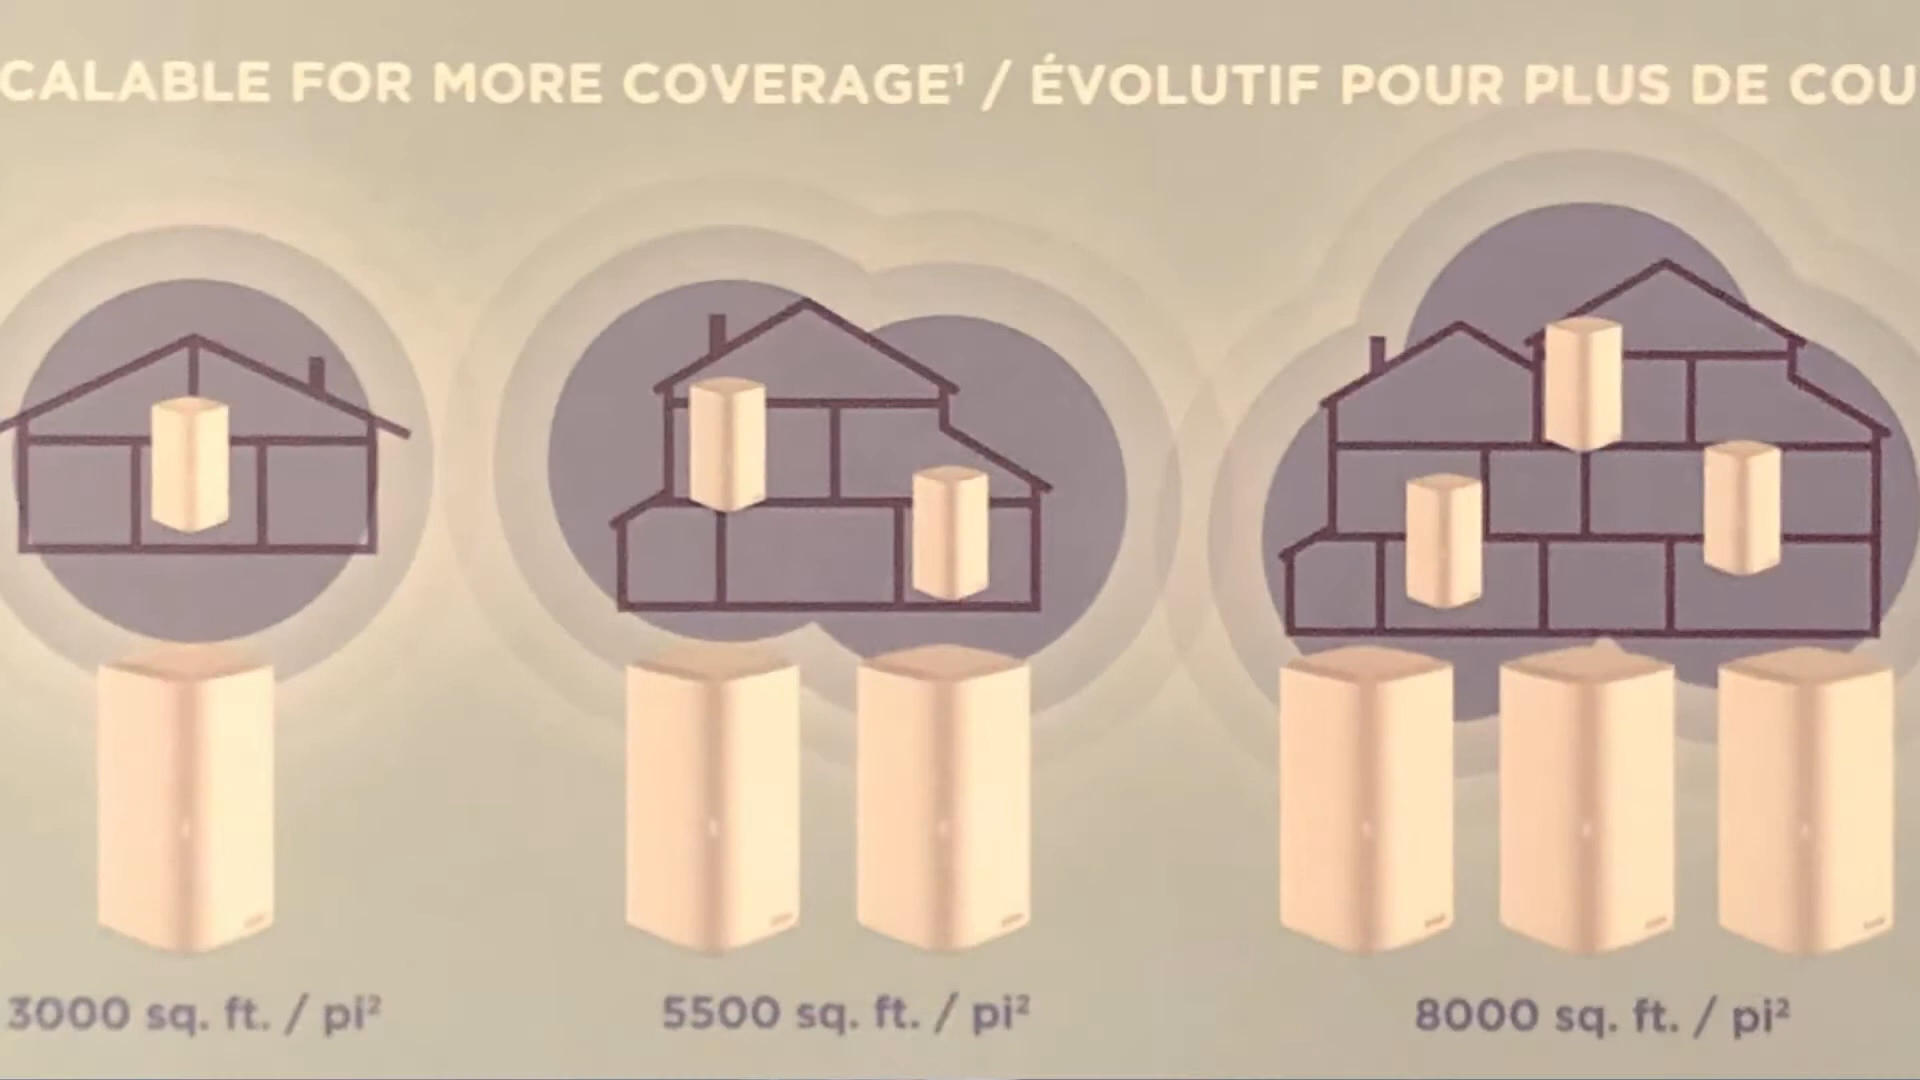 CALABLE FOR MORE COVERAGE¹ / ÉVOLUTIF POUR PLUS DE COU
3000 sq. ft. / pi²
5500 sq. ft. / pi²
8000 sq. ft. / pi²